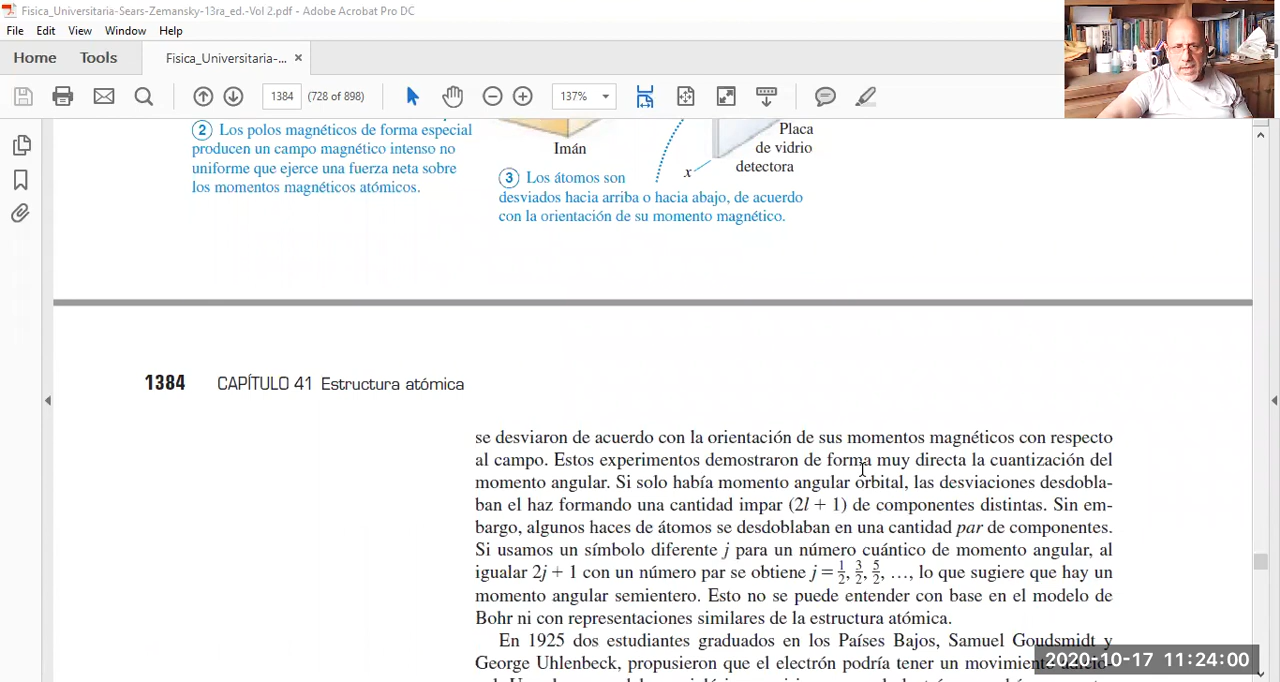 Fisica_Universitaria-Sears-Zemansky-13ra_ed.-Vol 2.pdf - Adobe Acrobat Pro DC
File Edit View Window Help
Home Tools Fisica_Universitaria-... ×
1384 (728 of 898) 137%
② Los polos magnéticos de forma especial
producen un campo magnético intenso no
uniforme que ejerce una fuerza neta sobre
los momentos magnéticos atómicos.
Imán
Placa
de vidrio
detectora
x
③ Los átomos son
desviados hacia arriba o hacia abajo, de acuerdo
con la orientación de su momento magnético.
1384 CAPÍTULO 41 Estructura atómica
se desviaron de acuerdo con la orientación de sus momentos magnéticos con respecto
al campo. Estos experimentos demostraron de forma muy directa la cuantización del
momento angular. Si solo había momento angular orbital, las desviaciones desdobla-
ban el haz formando una cantidad impar (2l + 1) de componentes distintas. Sin em-
bargo, algunos haces de átomos se desdoblaban en una cantidad par de componentes.
Si usamos un símbolo diferente j para un número cuántico de momento angular, al
igualar 2j + 1 con un número par se obtiene j = 1/2, 3/2, 5/2, ..., lo que sugiere que hay un
momento angular semientero. Esto no se puede entender con base en el modelo de
Bohr ni con representaciones similares de la estructura atómica.
En 1925 dos estudiantes graduados en los Países Bajos, Samuel Goudsmidt y
George Uhlenbeck, propusieron que el electrón podría tener un movimiento
2020-10-17 11:24:00